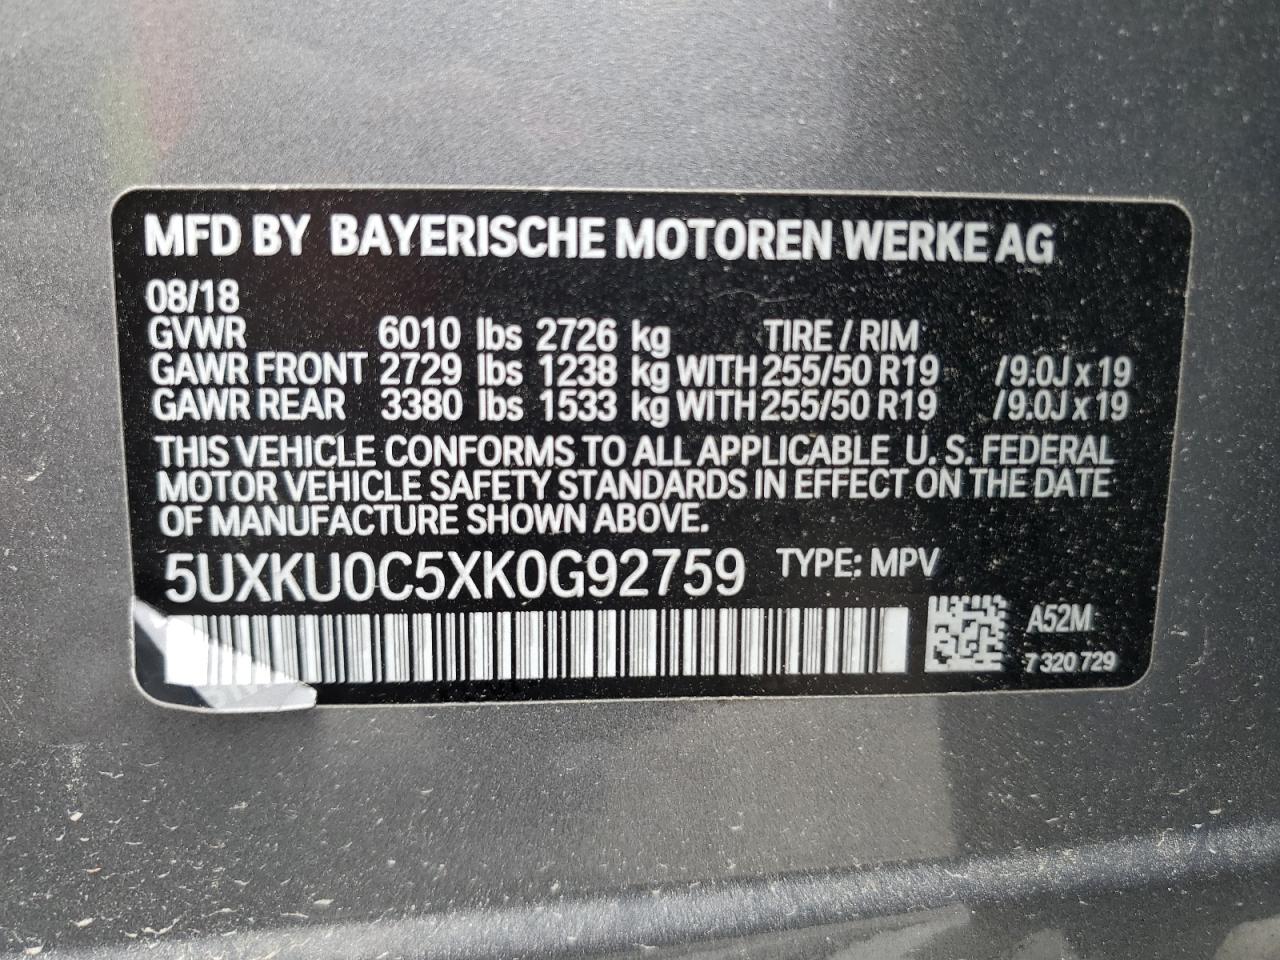 MFD BY BAYERISCHE MOTOREN WERKE AG
08/18
GVWR 6010 lbs 2726 kg TIRE / RIM
GAWR FRONT 2729 lbs 1238 kg WITH 255/50 R19 /9.0J x 19
GAWR REAR 3380 lbs 1533 kg WITH 255/50 R19 /9.0J x 19
THIS VEHICLE CONFORMS TO ALL APPLICABLE U. S. FEDERAL
MOTOR VEHICLE SAFETY STANDARDS IN EFFECT ON THE DATE
OF MANUFACTURE SHOWN ABOVE.
5UXKU0C5XK0G92759 TYPE: MPV
A52M
7 320 729